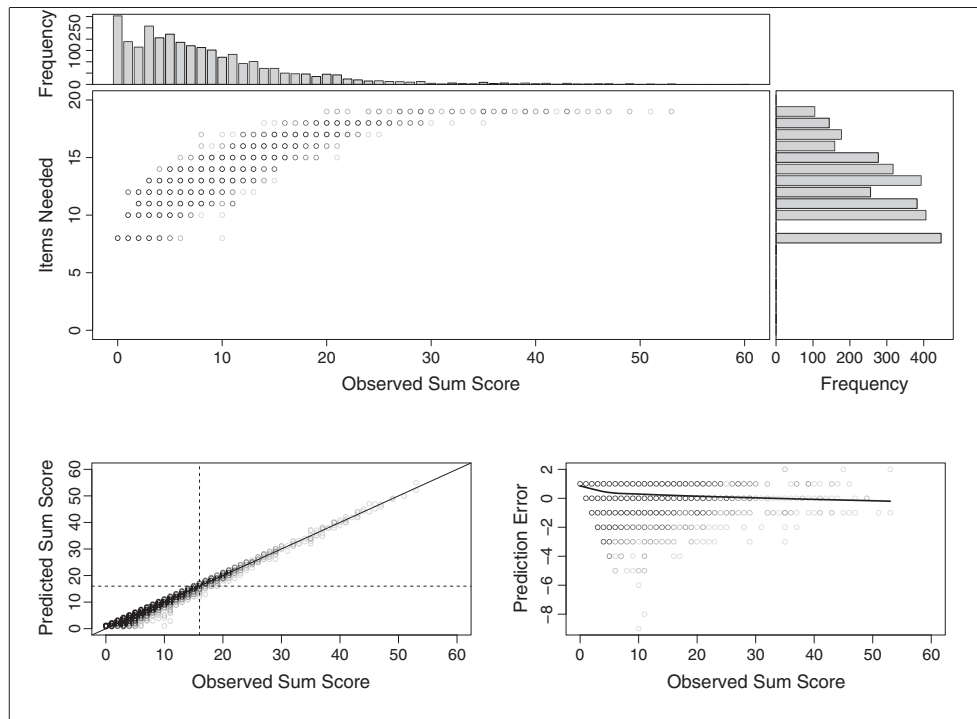 Frequency
0 100 250
Items Needed
20
15
10
5
0
0 10 20 30 40 50 60
Observed Sum Score
0 100 200 300 400
Frequency
Predicted Sum Score
60
50
40
30
20
10
0
0 10 20 30 40 50 60
Observed Sum Score
Prediction Error
2
0
-2
-4
-6
-8
0 10 20 30 40 50 60
Observed Sum Score